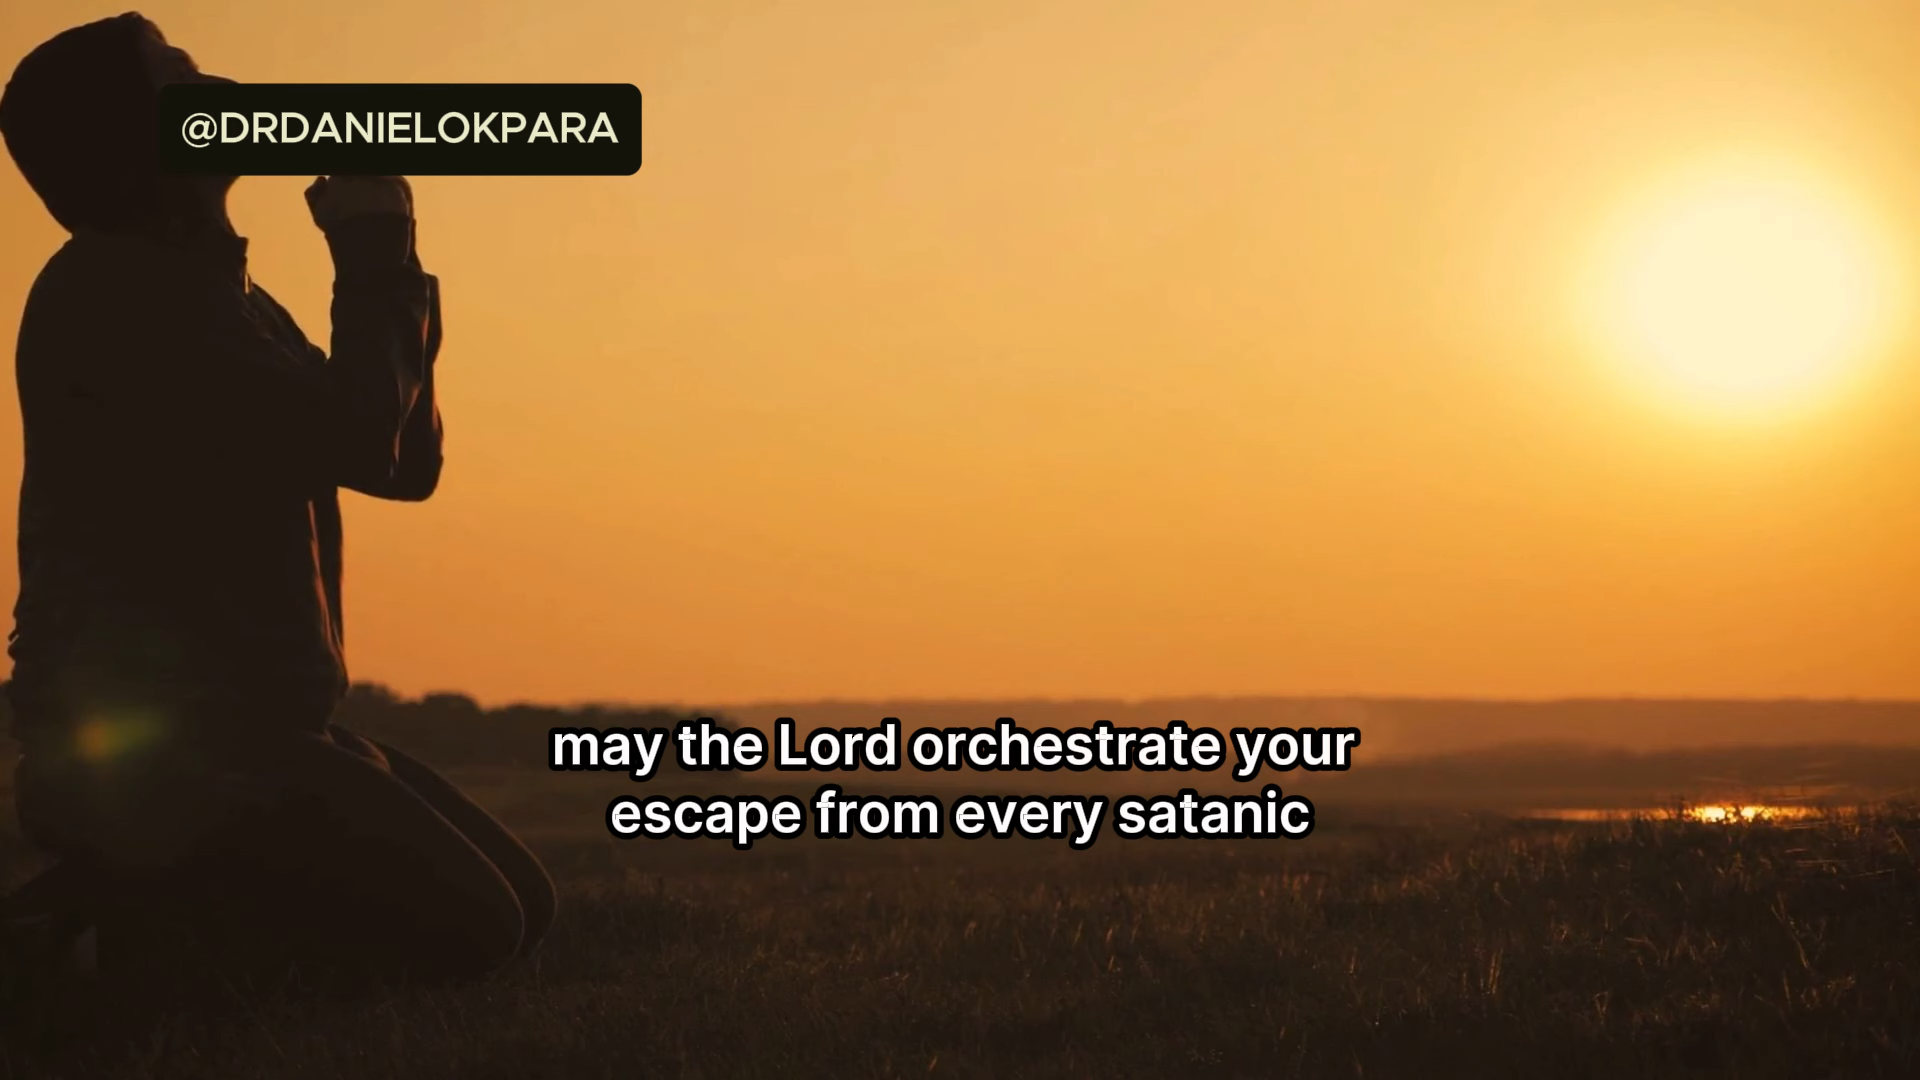 @DRDANIELOKPARA
may the Lord orchestrate your
escape from every satanic